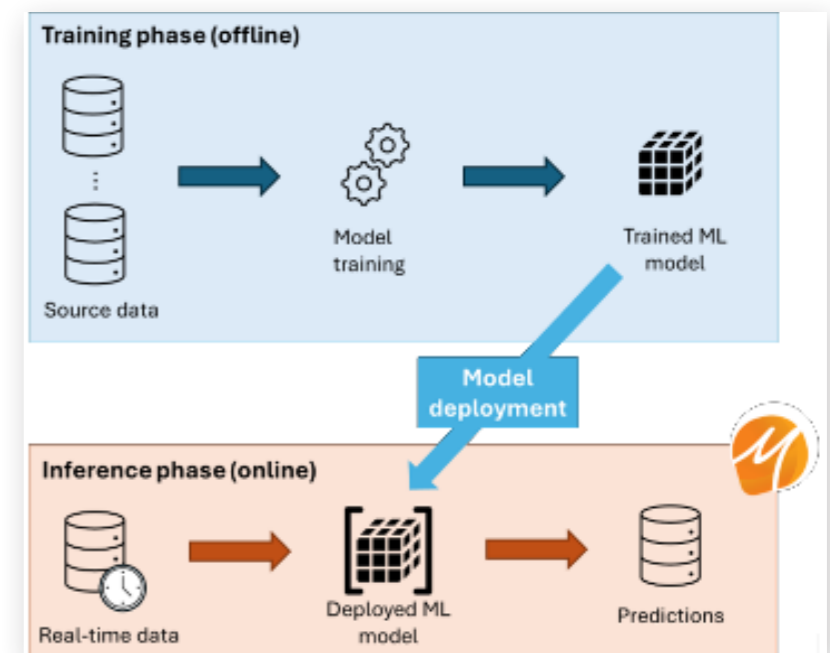 Training phase (offline)
Model
training
Trained ML
model
Source data
Model
deployment
Inference phase (online)
Real-time data
Deployed ML
model
Predictions